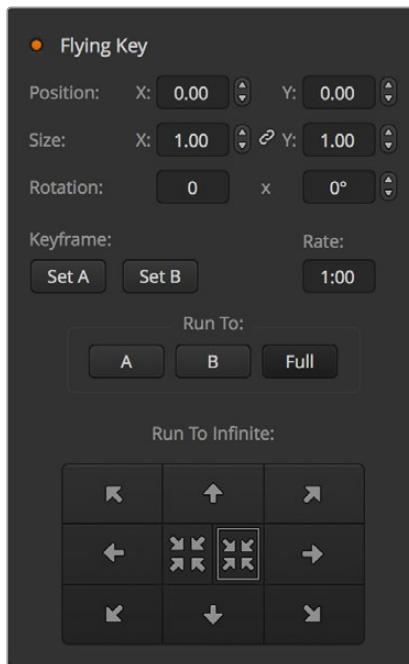 Flying Key
Position: X: 0.00 Y: 0.00
Size: X: 1.00 Y: 1.00
Rotation: 0 x 0°
Keyframe: Rate:
Set A Set B 1:00
Run To:
A B Full
Run To Infinite: